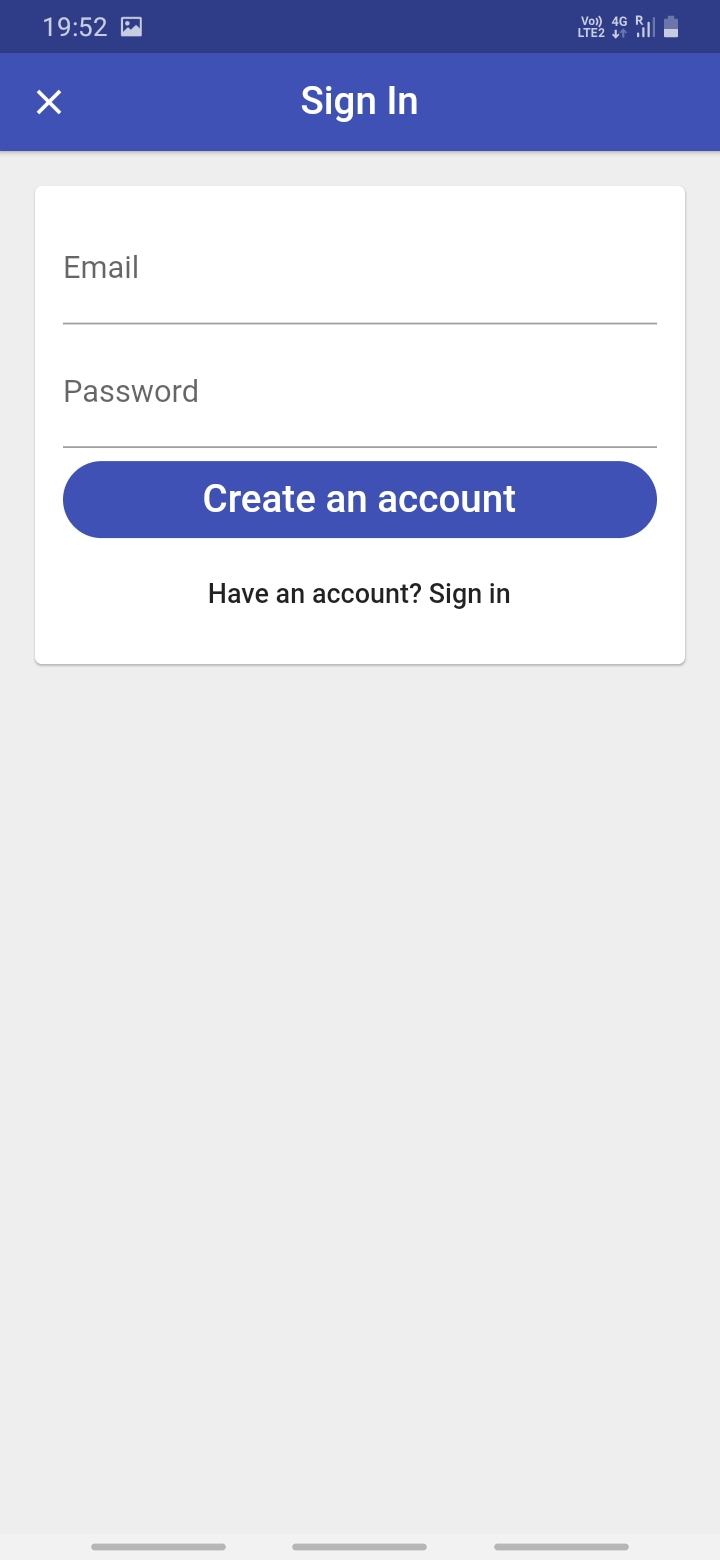 19:52 Vo)) LTE2 4G R
Sign In
Email
Password
Create an account
Have an account? Sign in